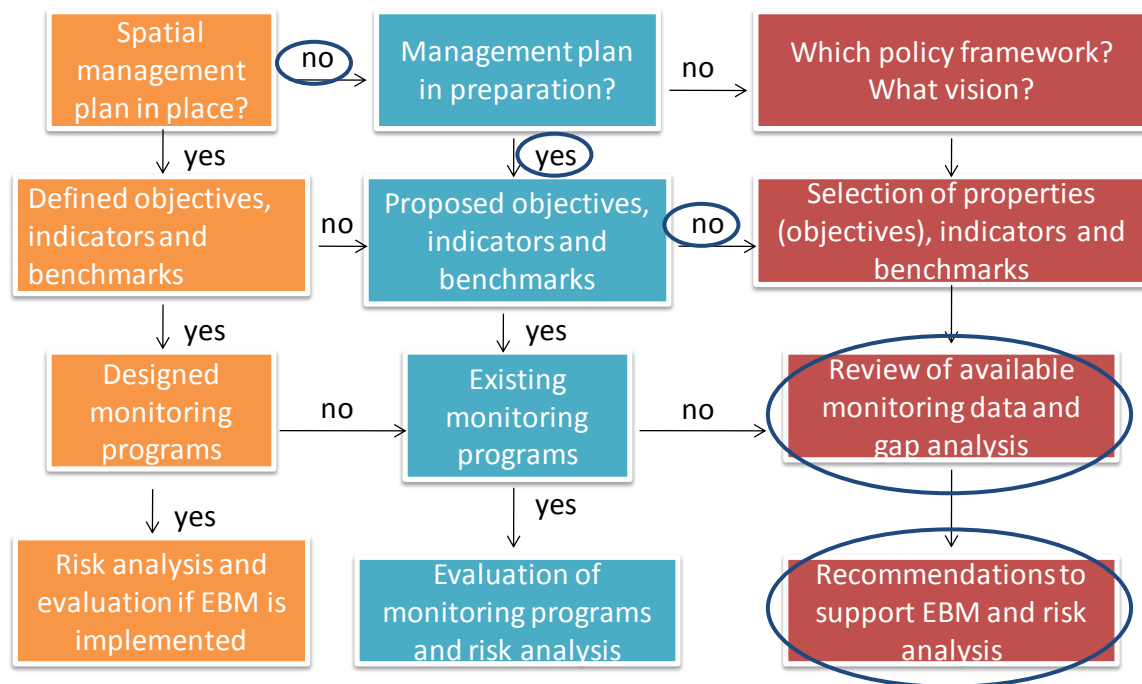 Spatial
management
plan in place?
no
Management plan
in preparation?
no
Which policy framework?
What vision?
yes
yes
Defined objectives,
indicators and
benchmarks
no
Proposed objectives,
indicators and
benchmarks
no
Selection of properties
(objectives), indicators and
benchmarks
yes
yes
Designed
monitoring
programs
no
Existing
monitoring
programs
no
Review of available
monitoring data and
gap analysis
yes
yes
Risk analysis and
evaluation if EBM is
implemented
Evaluation of
monitoring programs
and risk analysis
Recommendations to
support EBM and risk
analysis